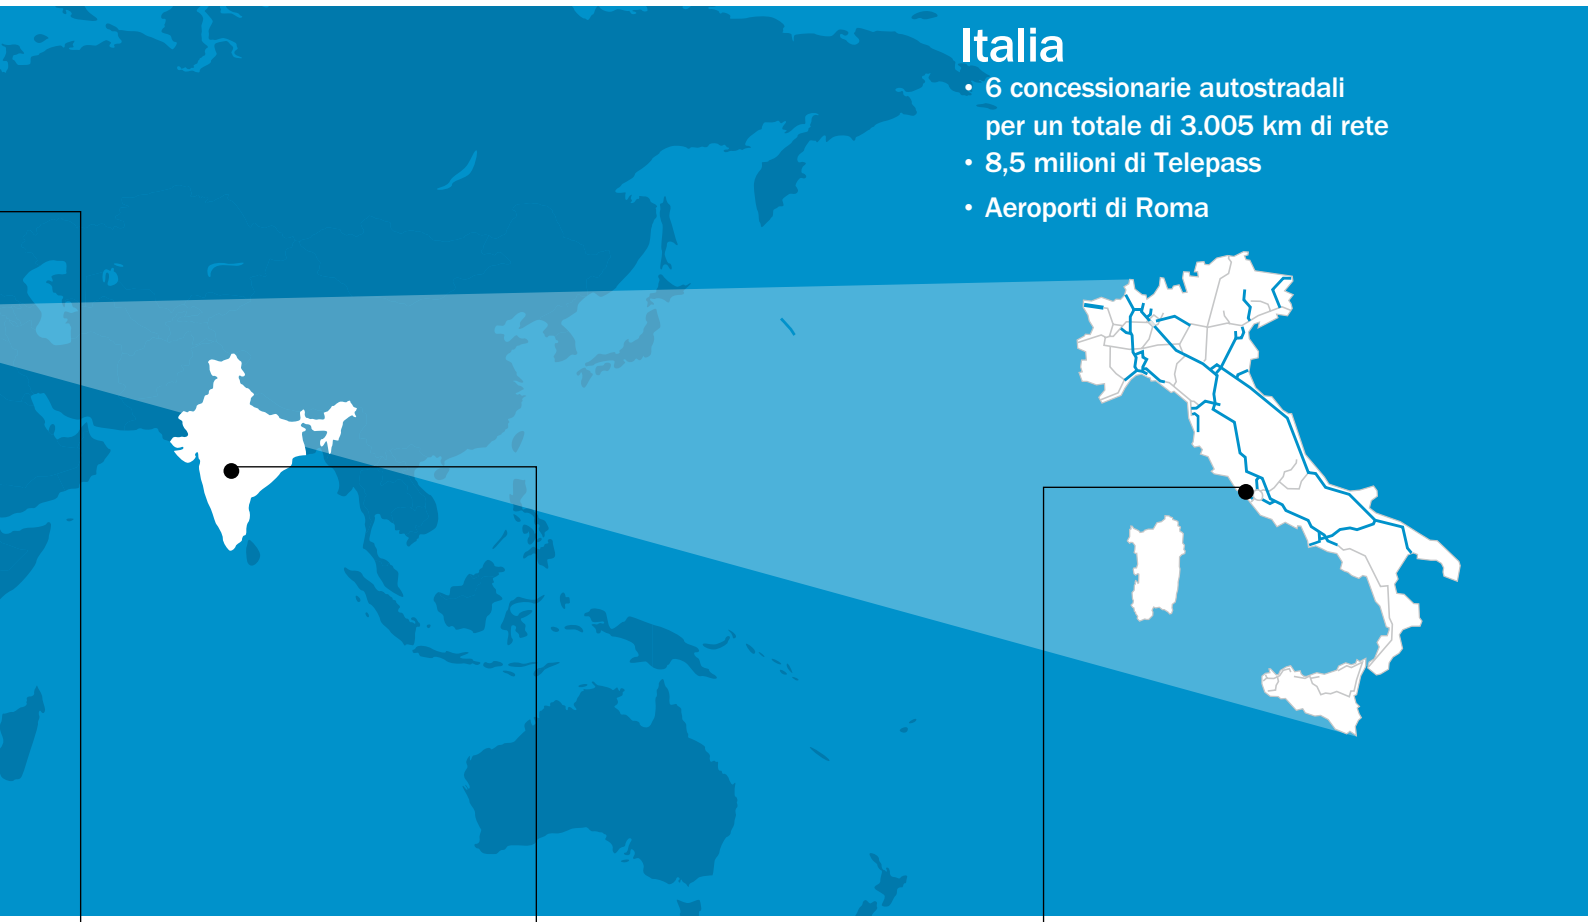 Italia
• 6 concessionarie autostradali
per un totale di 3.005 km di rete
• 8,5 milioni di Telepass
• Aeroporti di Roma